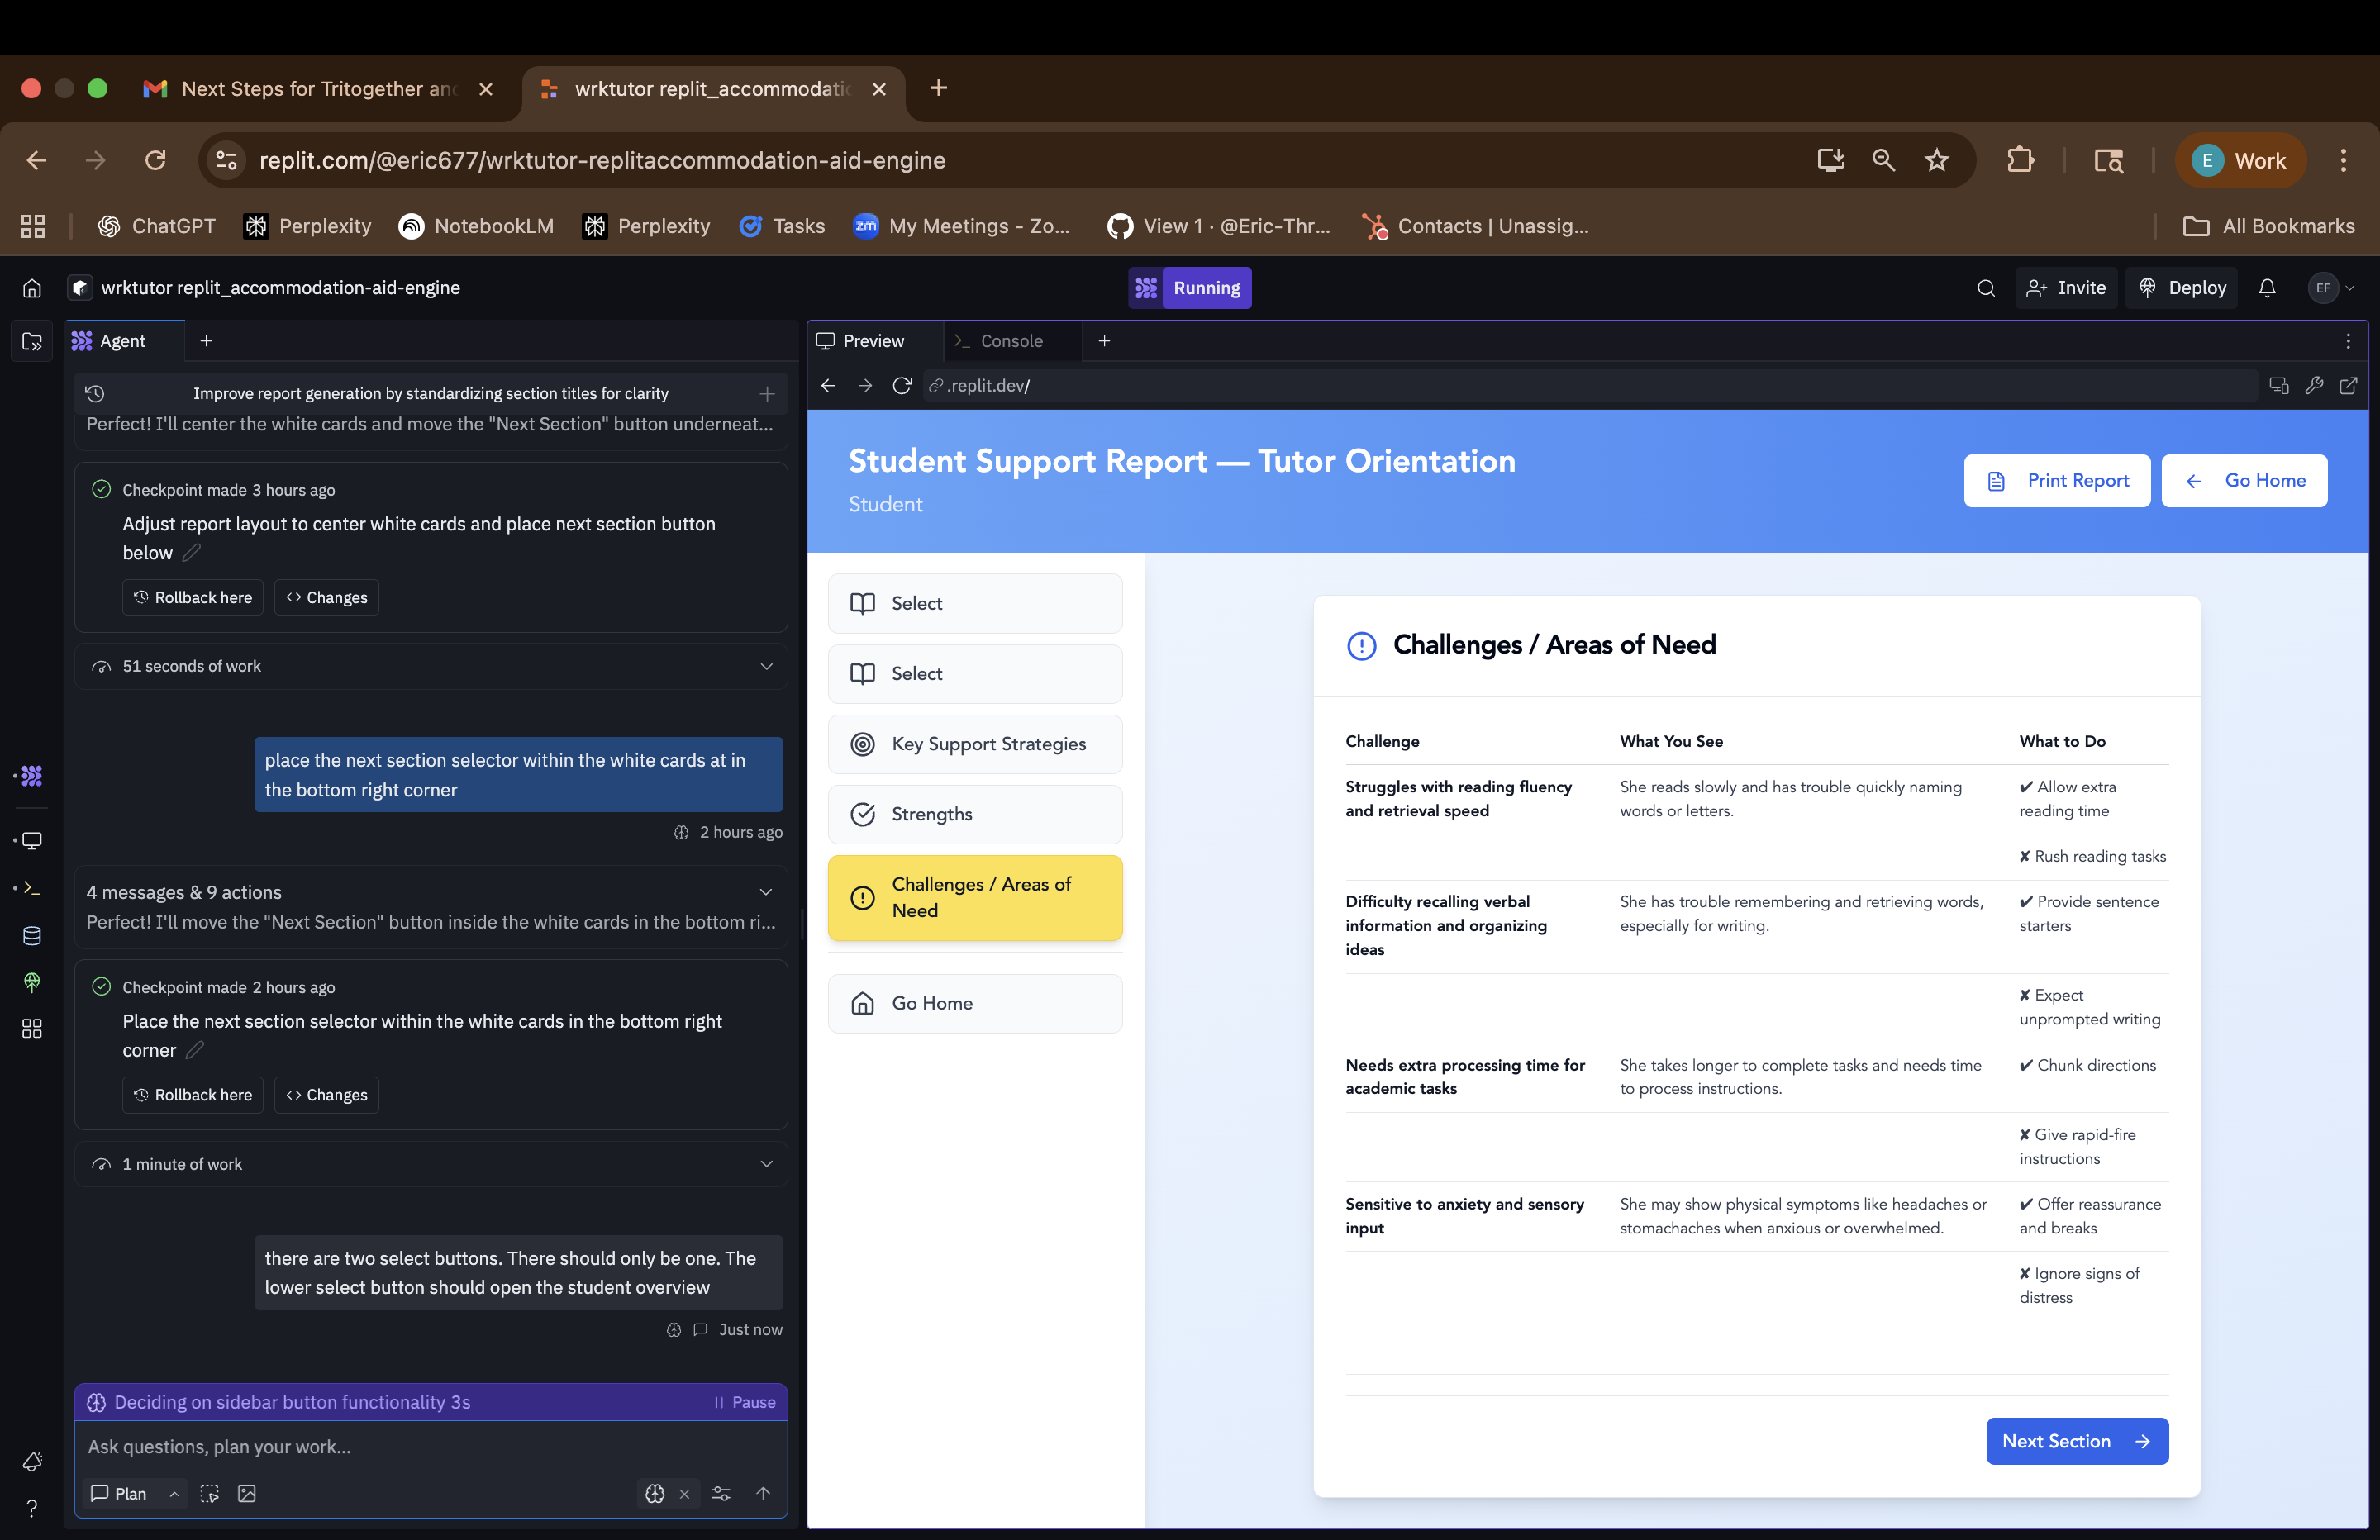 Next Steps for Tritogether and
wrktutor replit_accommodatio
replit.com/@eric677/wrktutor-replitaccommodation-aid-engine
E Work
ChatGPT
Perplexity
NotebookLM
Perplexity
Tasks
zm My Meetings - Zo...
View 1 · @Eric-Thr...
Contacts | Unassig...
All Bookmarks
wrktutor replit_accommodation-aid-engine
Running
Invite
Deploy
EF
Agent
Improve report generation by standardizing section titles for clarity
Perfect! I'll center the white cards and move the "Next Section" button underneat...
Checkpoint made 3 hours ago
Adjust report layout to center white cards and place next section button
below
Rollback here
Changes
51 seconds of work
place the next section selector within the white cards at in
the bottom right corner
2 hours ago
4 messages & 9 actions
Perfect! I'll move the "Next Section" button inside the white cards in the bottom ri...
Checkpoint made 2 hours ago
Place the next section selector within the white cards in the bottom right
corner
Rollback here
Changes
1 minute of work
there are two select buttons. There should only be one. The
lower select button should open the student overview
Just now
Deciding on sidebar button functionality 3s
Pause
Ask questions, plan your work...
Plan
Preview
Console
.replit.dev/
Student Support Report — Tutor Orientation
Student
Print Report
Go Home
Select
Select
Key Support Strategies
Strengths
Challenges / Areas of
Need
Go Home
Challenges / Areas of Need
Challenge What You See What to Do
Struggles with reading fluency She reads slowly and has trouble quickly naming ✔ Allow extra
and retrieval speed words or letters. reading time
✘ Rush reading tasks
Difficulty recalling verbal She has trouble remembering and retrieving words, ✔ Provide sentence
information and organizing especially for writing. starters
ideas
✘ Expect
unprompted writing
Needs extra processing time for She takes longer to complete tasks and needs time ✔ Chunk directions
academic tasks to process instructions.
✘ Give rapid-fire
instructions
Sensitive to anxiety and sensory She may show physical symptoms like headaches or ✔ Offer reassurance
input stomachaches when anxious or overwhelmed. and breaks
✘ Ignore signs of
distress
Next Section